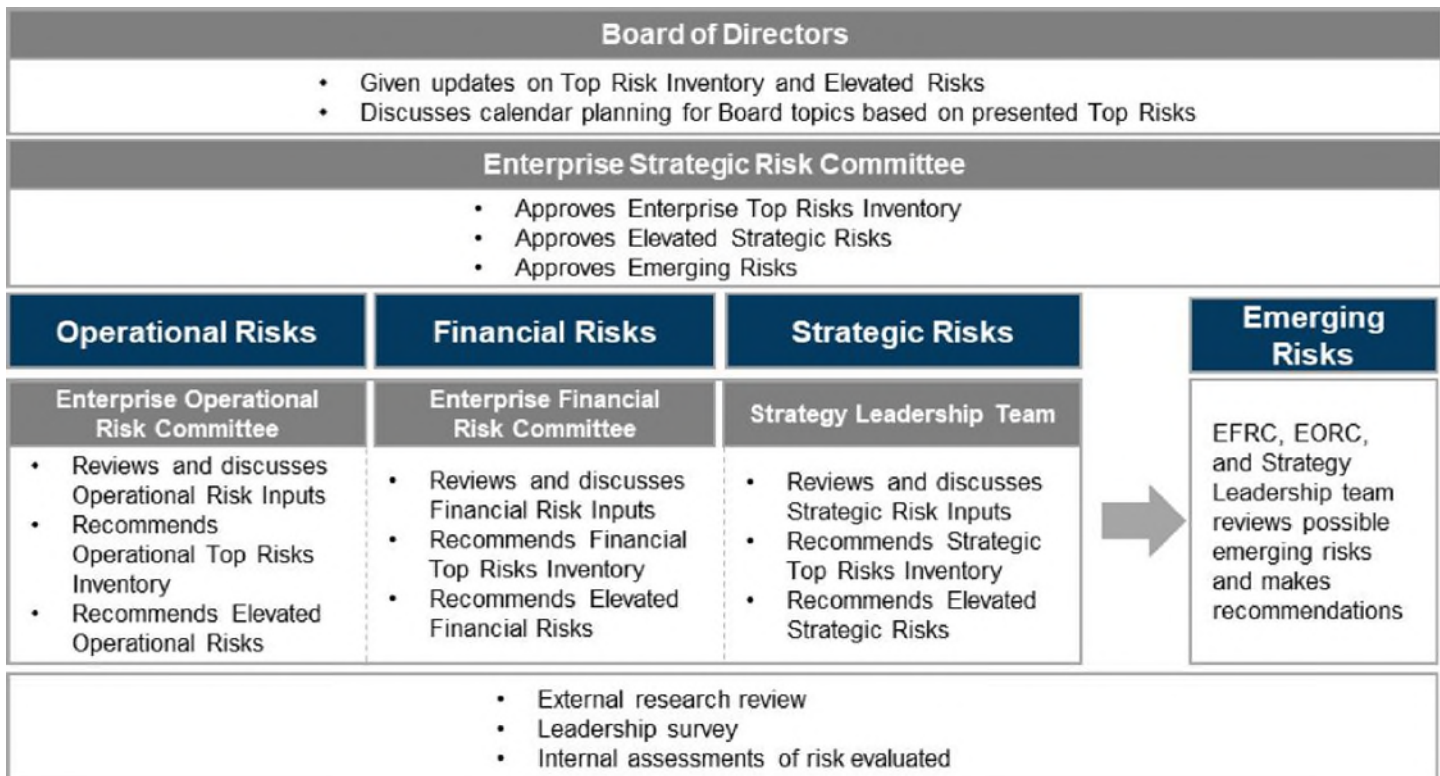 Board of Directors
• Given updates on Top Risk Inventory and Elevated Risks
• Discusses calendar planning for Board topics based on presented Top Risks
Enterprise Strategic Risk Committee
• Approves Enterprise Top Risks Inventory
• Approves Elevated Strategic Risks
• Approves Emerging Risks
Operational Risks
Enterprise Operational
Risk Committee
• Reviews and discusses
Operational Risk Inputs
• Recommends
Operational Top Risks
Inventory
• Recommends Elevated
Operational Risks
Financial Risks
Enterprise Financial
Risk Committee
• Reviews and discusses
Financial Risk Inputs
• Recommends Financial
Top Risks Inventory
• Recommends Elevated
Financial Risks
Strategic Risks
Strategy Leadership Team
• Reviews and discusses
Strategic Risk Inputs
• Recommends Strategic
Top Risks Inventory
• Recommends Elevated
Strategic Risks
Emerging
Risks
EFRC, EORC,
and Strategy
Leadership team
reviews possible
emerging risks
and makes
recommendations
• External research review
• Leadership survey
• Internal assessments of risk evaluated